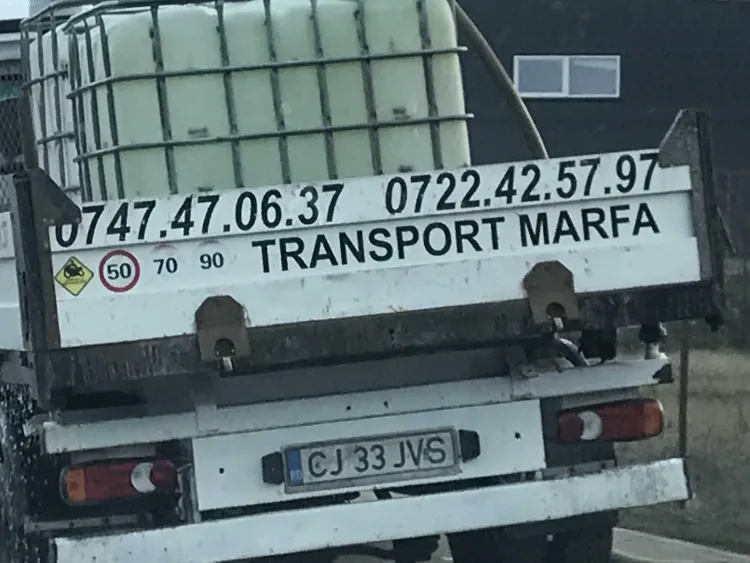 0747.47.06.37 0722.42.57.97
50 70 90 TRANSPORT MARFA
CJ 33 JVS